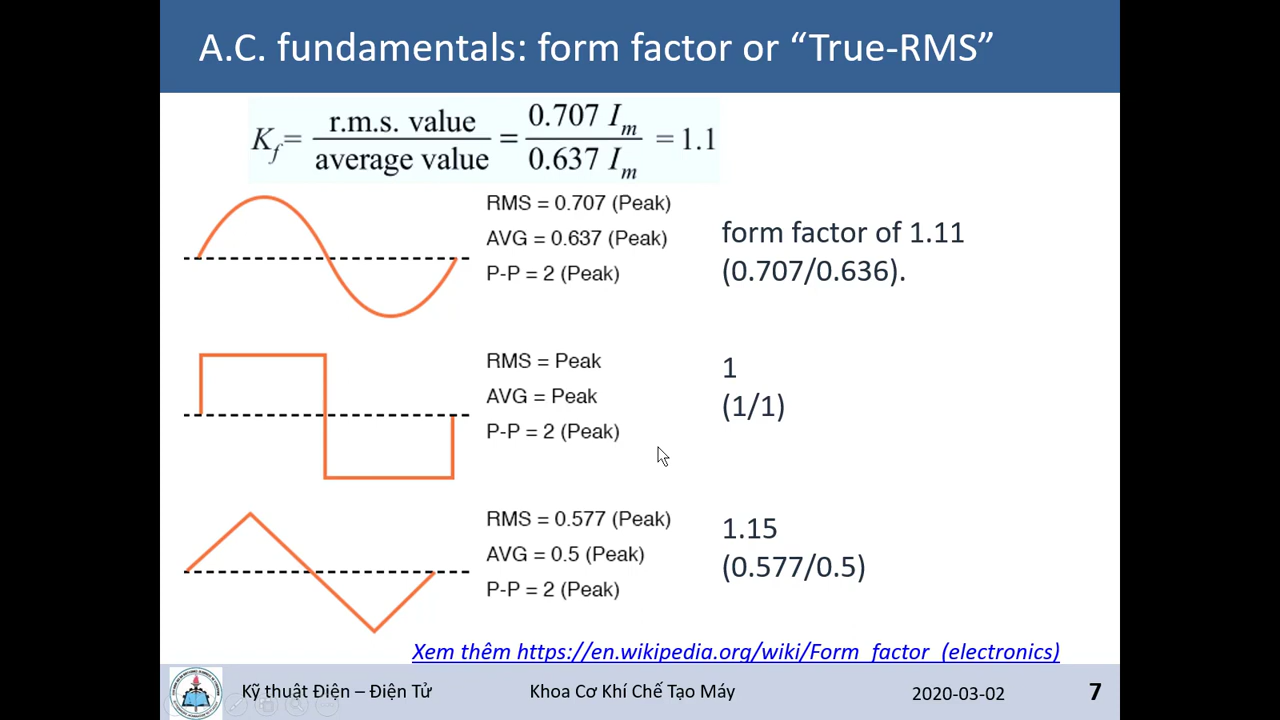 A.C. fundamentals: form factor or “True-RMS”
K_f = r.m.s. value / average value = 0.707 I_m / 0.637 I_m = 1.1
RMS = 0.707 (Peak)
AVG = 0.637 (Peak)
P-P = 2 (Peak)
form factor of 1.11
(0.707/0.636).
RMS = Peak
AVG = Peak
P-P = 2 (Peak)
1
(1/1)
RMS = 0.577 (Peak)
AVG = 0.5 (Peak)
P-P = 2 (Peak)
1.15
(0.577/0.5)
Xem thêm https://en.wikipedia.org/wiki/Form_factor_(electronics)
Kỹ thuật Điện – Điện Tử
Khoa Cơ Khí Chế Tạo Máy
2020-03-02
7